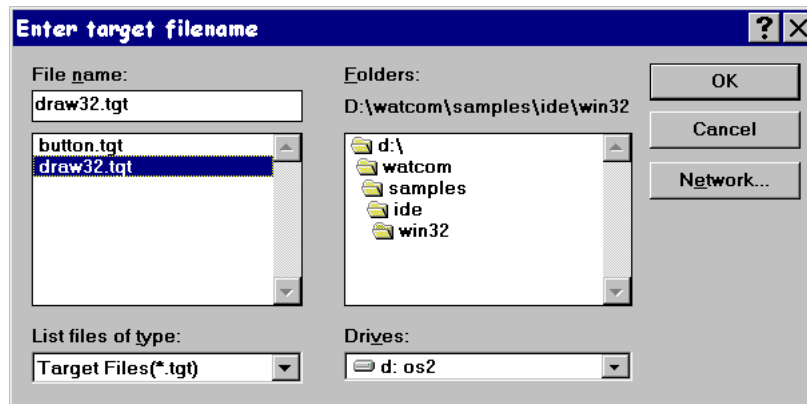 Enter target filename
File name:
draw32.tgt
button.tgt
draw32.tgt
List files of type:
Target Files(*.tgt)
Folders:
D:\watcom\samples\ide\win32
d:\
watcom
samples
ide
win32
Drives:
d: os2
OK
Cancel
Network...